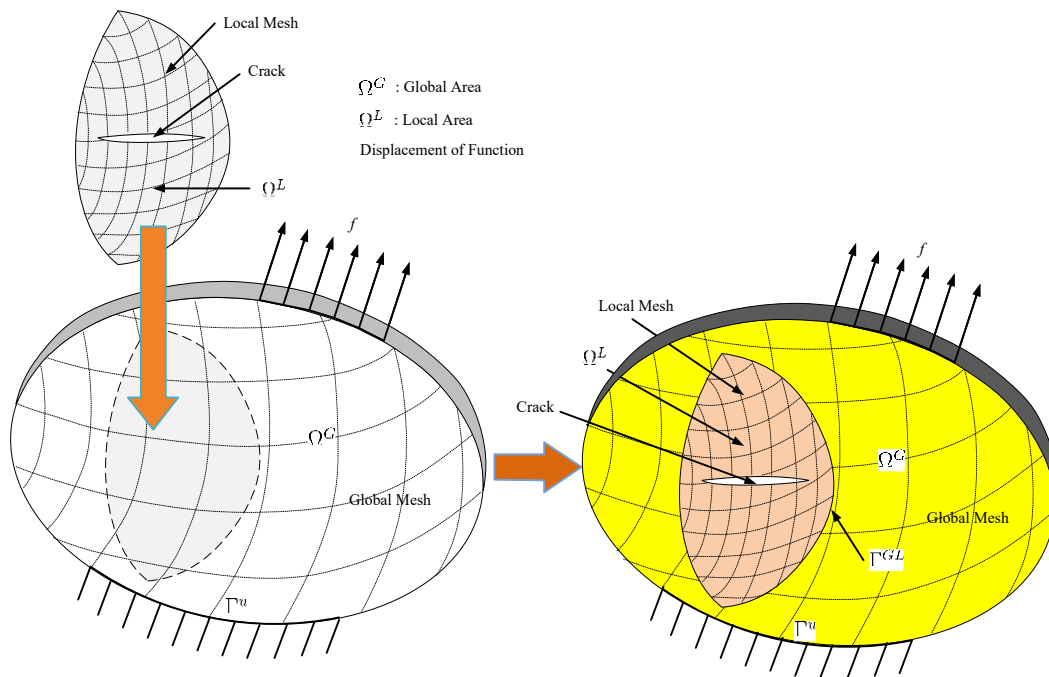 Local Mesh
Crack
Ω^G : Global Area
Ω^L : Local Area
Displacement of Function
Ω^L
f
Ω^G
Global Mesh
Γ^u
f
Local Mesh
Ω^L
Crack
Ω^G
Global Mesh
Γ^{GL}
Γ^u